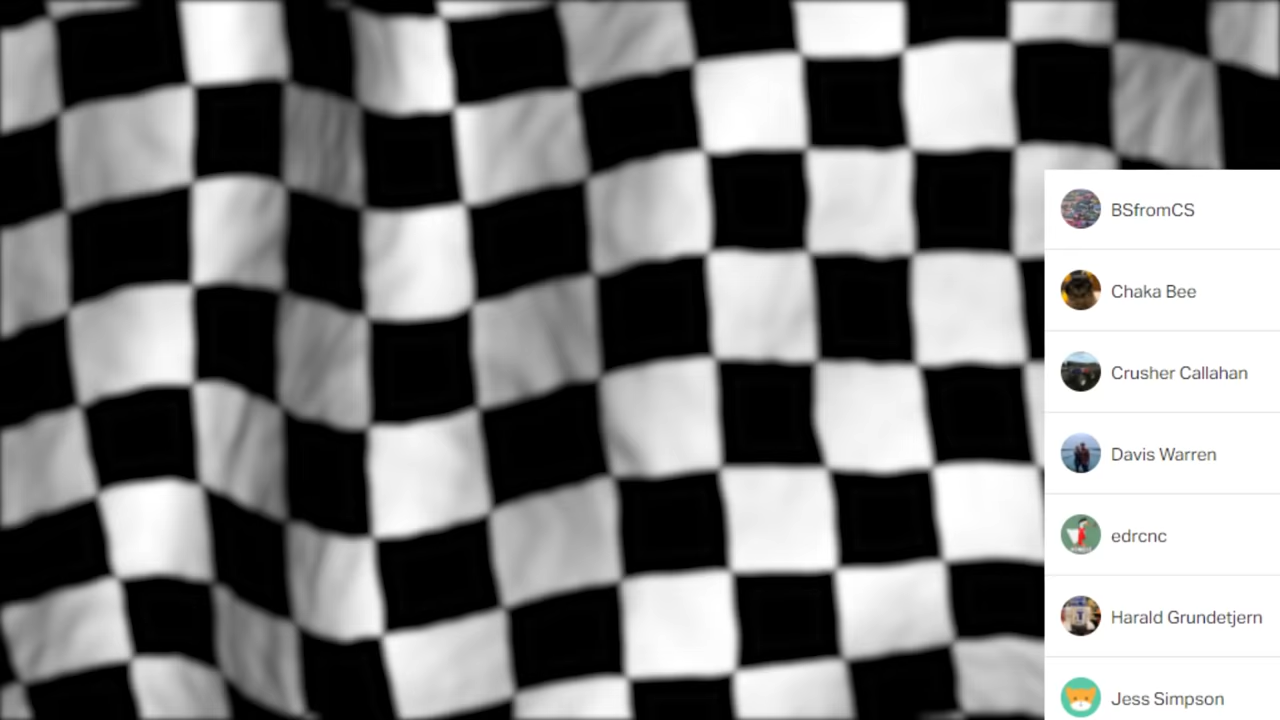 BSfromCS
Chaka Bee
Crusher Callahan
Davis Warren
edrcnc
Harald Grundetjern
Jess Simpson